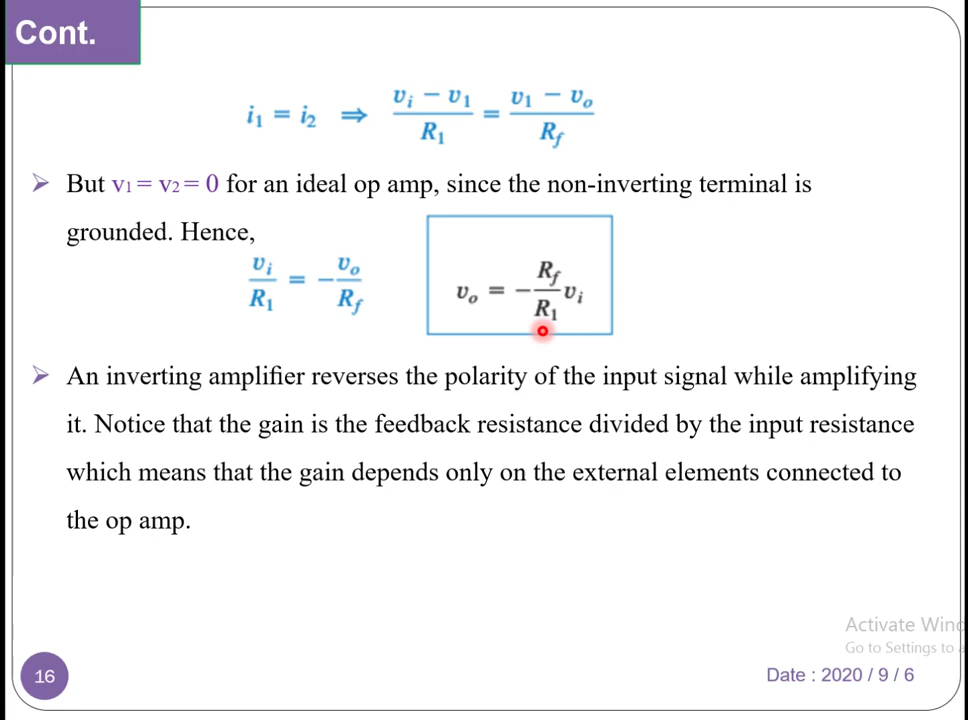 Cont.
i₁ = i₂ ⇒ (vᵢ − v₁)/R₁ = (v₁ − vₒ)/R_f
➢ But v₁ = v₂ = 0 for an ideal op amp, since the non-inverting terminal is
grounded. Hence,
vᵢ/R₁ = −vₒ/R_f
vₒ = −(R_f/R₁)vᵢ
➢ An inverting amplifier reverses the polarity of the input signal while amplifying
it. Notice that the gain is the feedback resistance divided by the input resistance
which means that the gain depends only on the external elements connected to
the op amp.
Activate Wind
Go to Settings to a
16
Date : 2020 / 9 / 6